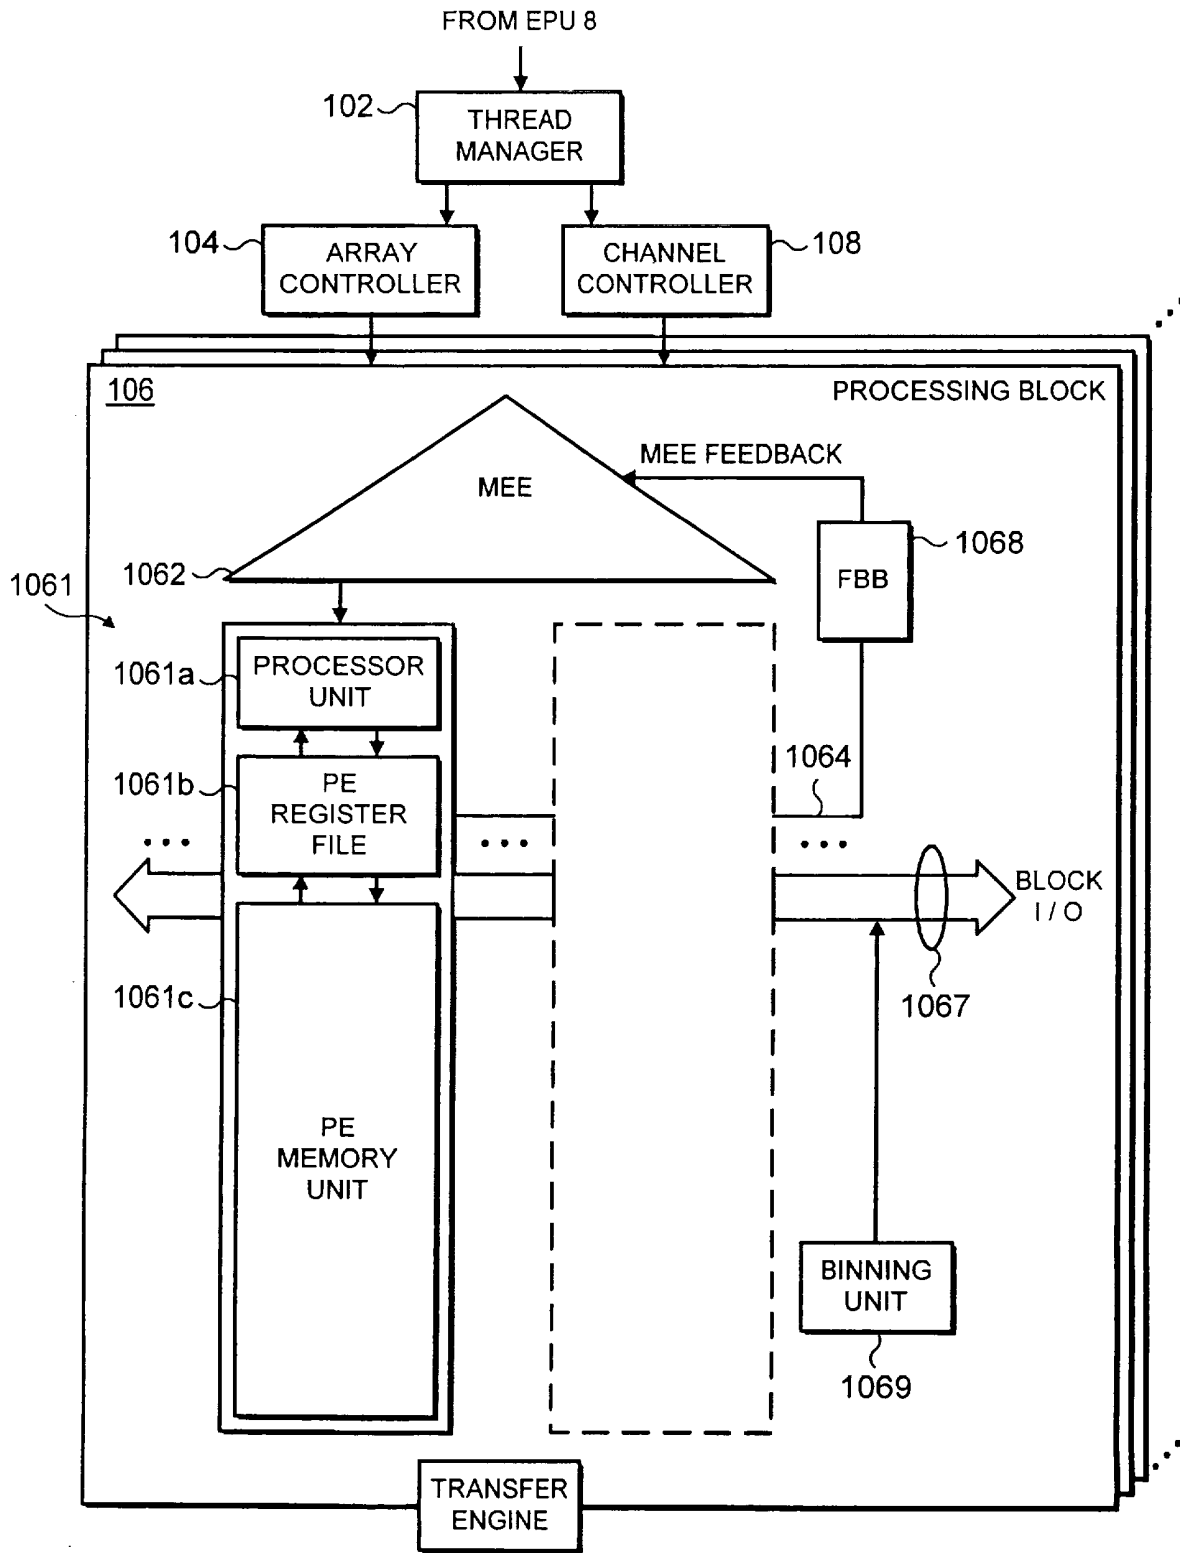 FROM EPU 8
102
THREAD
MANAGER
104
ARRAY
CONTROLLER
CHANNEL
CONTROLLER
108
106
PROCESSING BLOCK
MEE FEEDBACK
MEE
1062
1068
FBB
1061
1061a
PROCESSOR
UNIT
1061b
PE
REGISTER
FILE
1064
BLOCK
I / O
1067
1061c
PE
MEMORY
UNIT
BINNING
UNIT
1069
TRANSFER
ENGINE